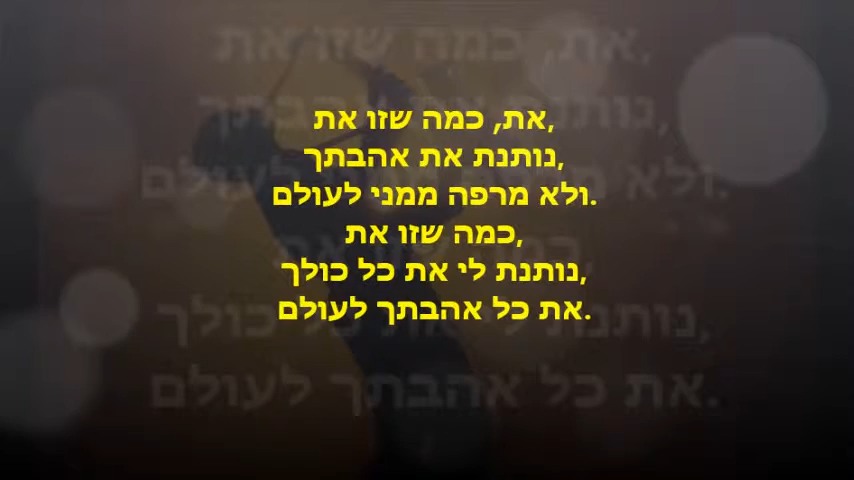 את, כמה שזו את,
נותנת את אהבתך,
ולא מרפה ממני לעולם.
כמה שזו את,
נותנת לי את כל כולך,
את כל אהבתך לעולם.